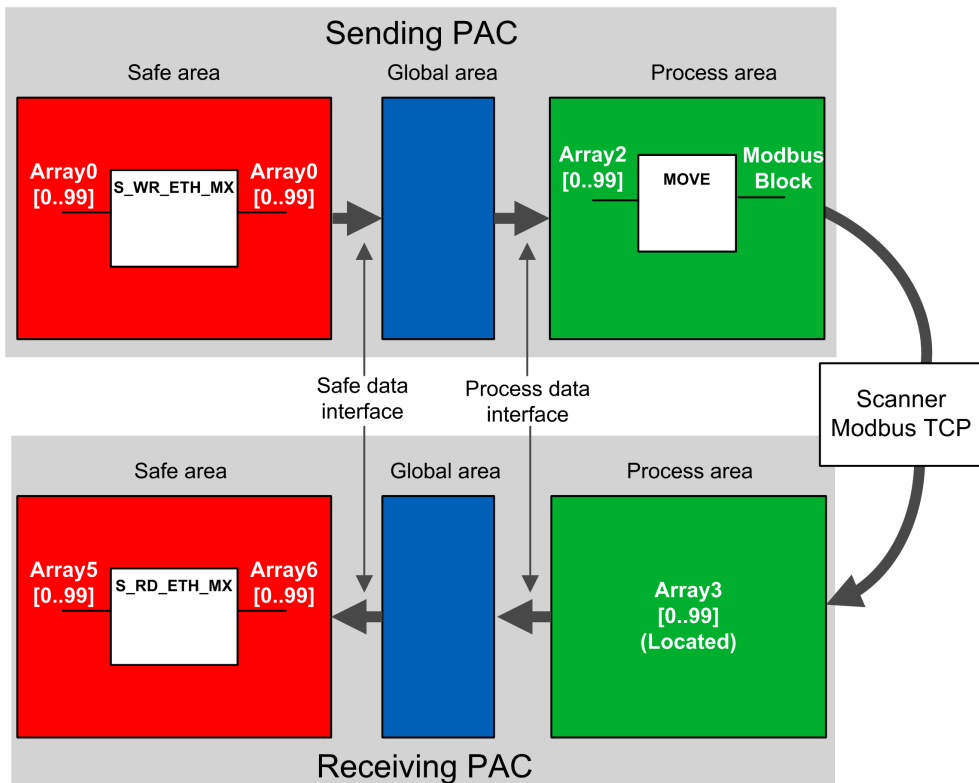 Sending PAC
Safe area
Global area
Process area
Array0
[0..99]
S_WR_ETH_MX
Array0
[0..99]
Array2
[0..99]
MOVE
Modbus
Block
Safe data
interface
Process data
interface
Scanner
Modbus TCP
Safe area
Global area
Process area
Array5
[0..99]
S_RD_ETH_MX
Array6
[0..99]
Array3
[0..99]
(Located)
Receiving PAC